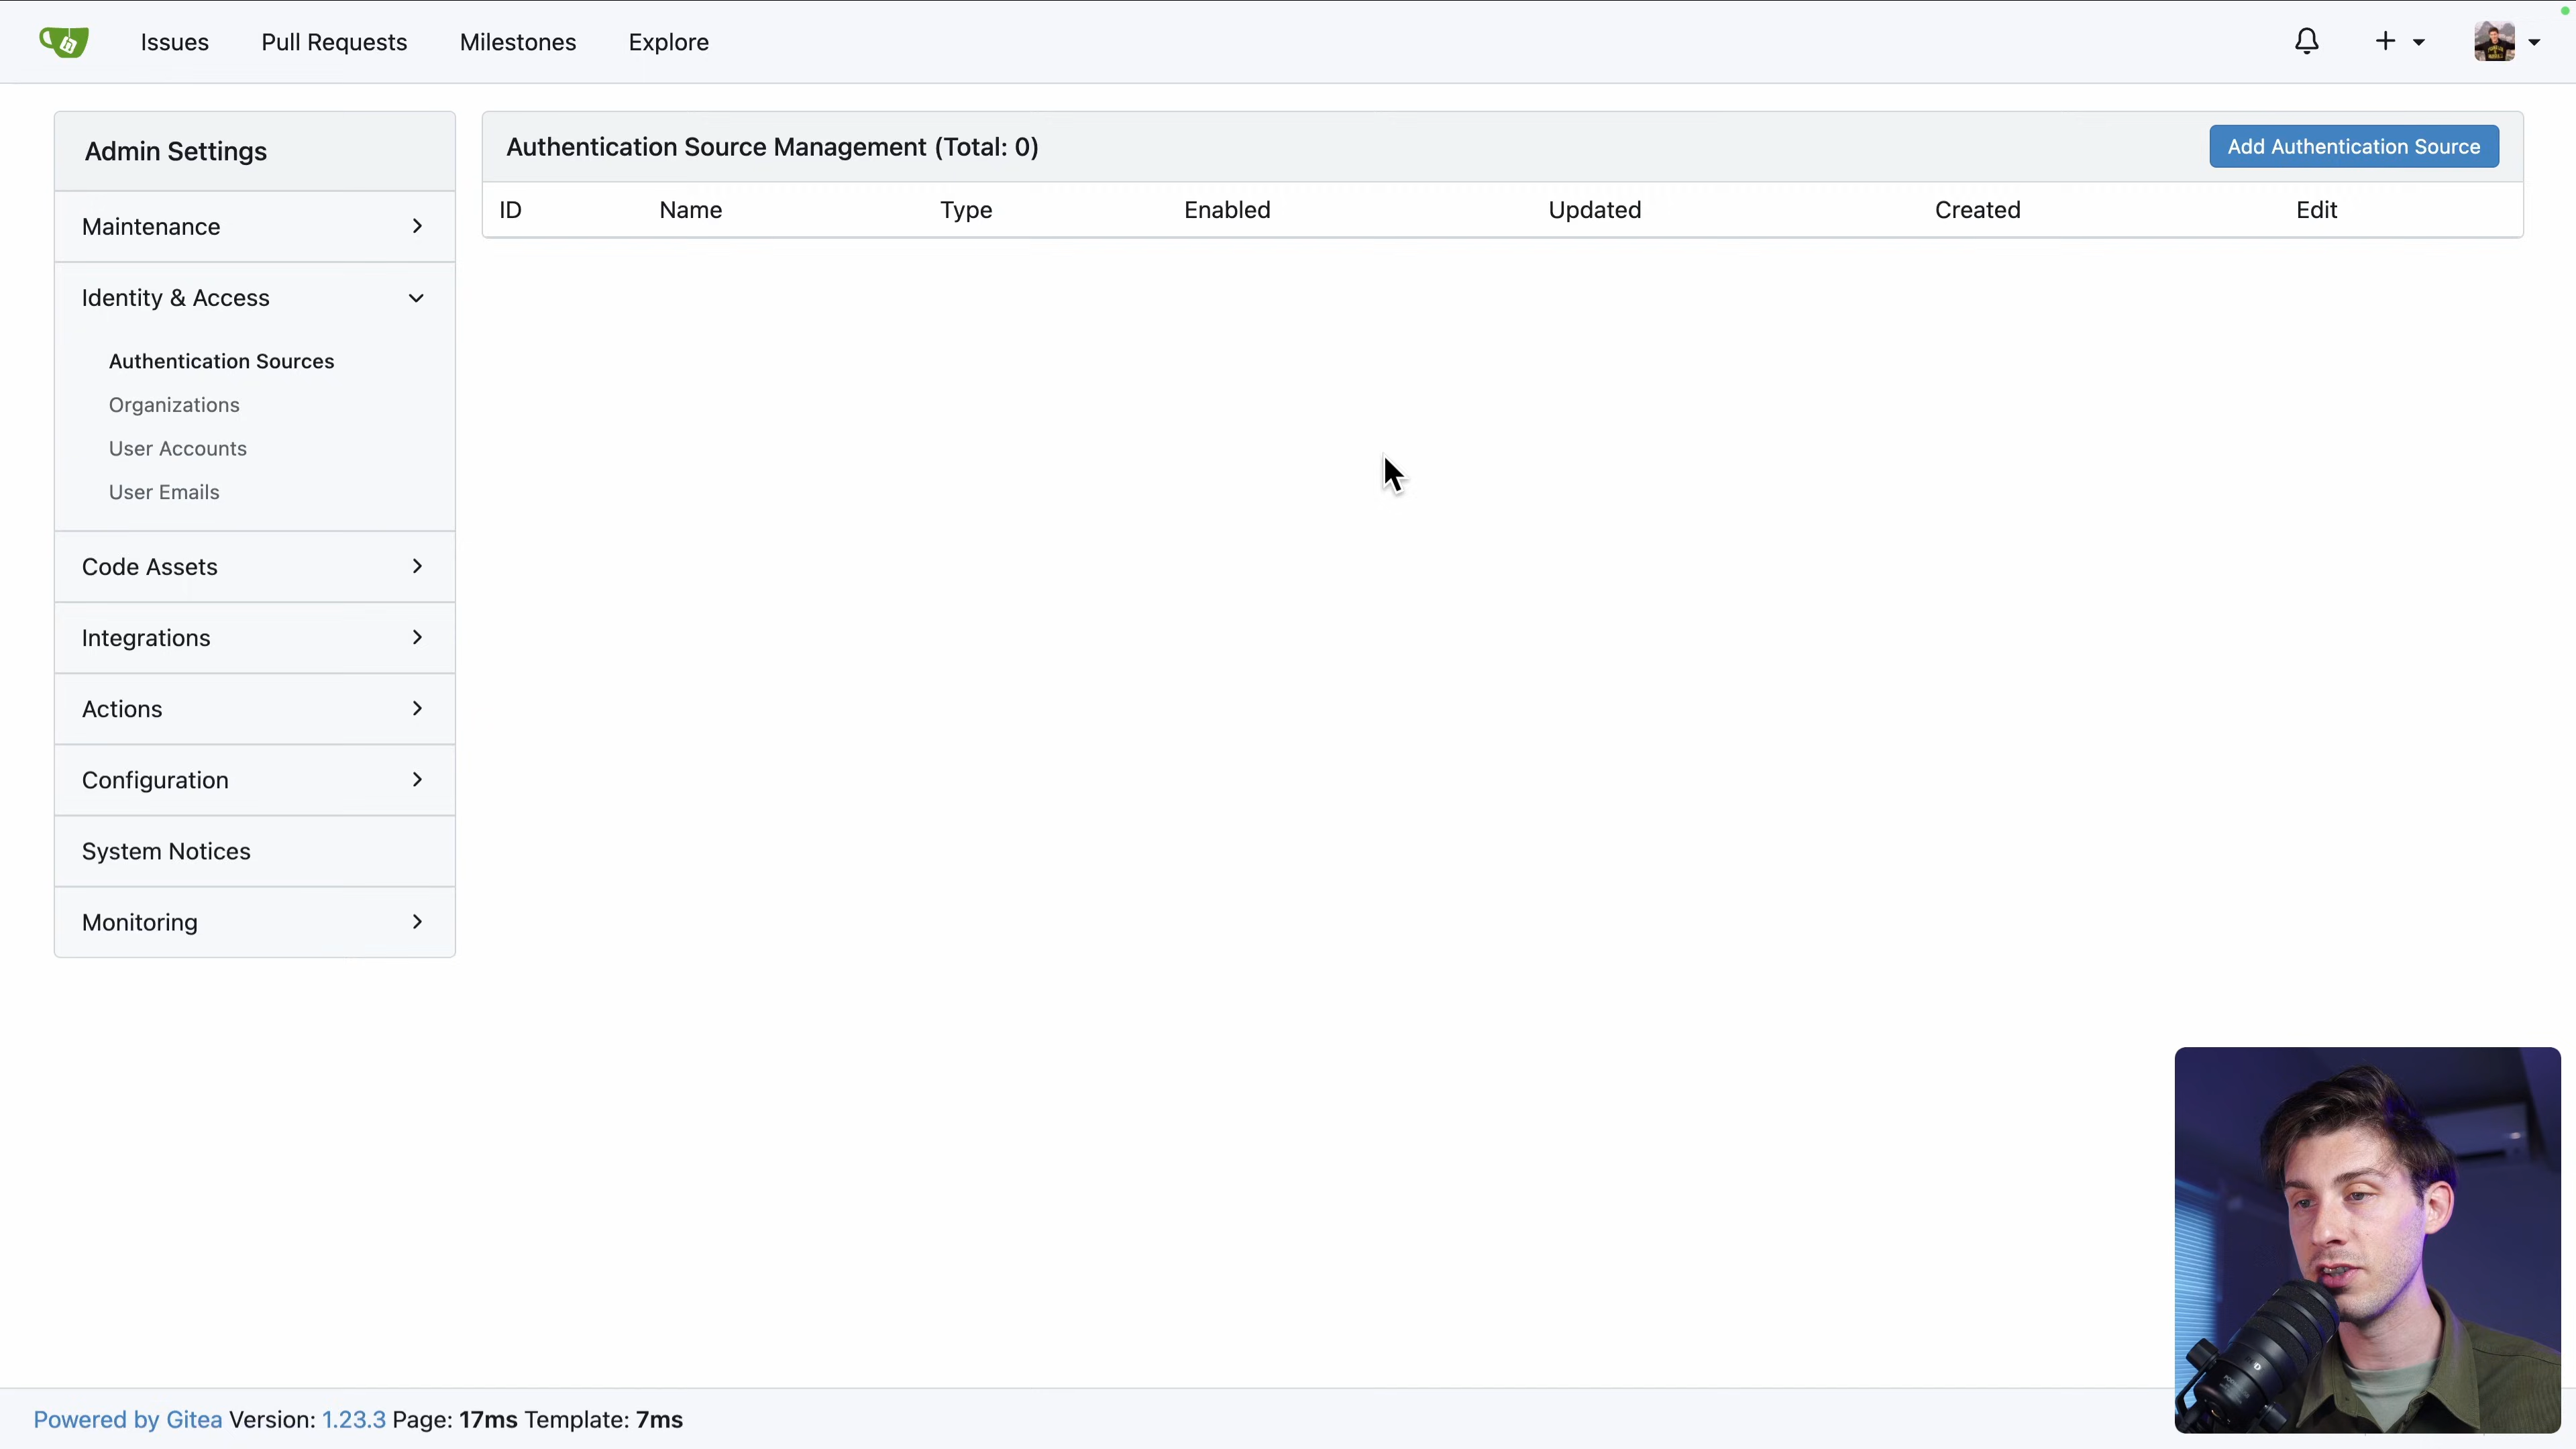 Issues Pull Requests Milestones Explore
Admin Settings
Maintenance
Identity & Access
Authentication Sources
Organizations
User Accounts
User Emails
Code Assets
Integrations
Actions
Configuration
System Notices
Monitoring
Authentication Source Management (Total: 0)
Add Authentication Source
ID Name Type Enabled Updated Created Edit
Powered by Gitea Version: 1.23.3 Page: 17ms Template: 7ms